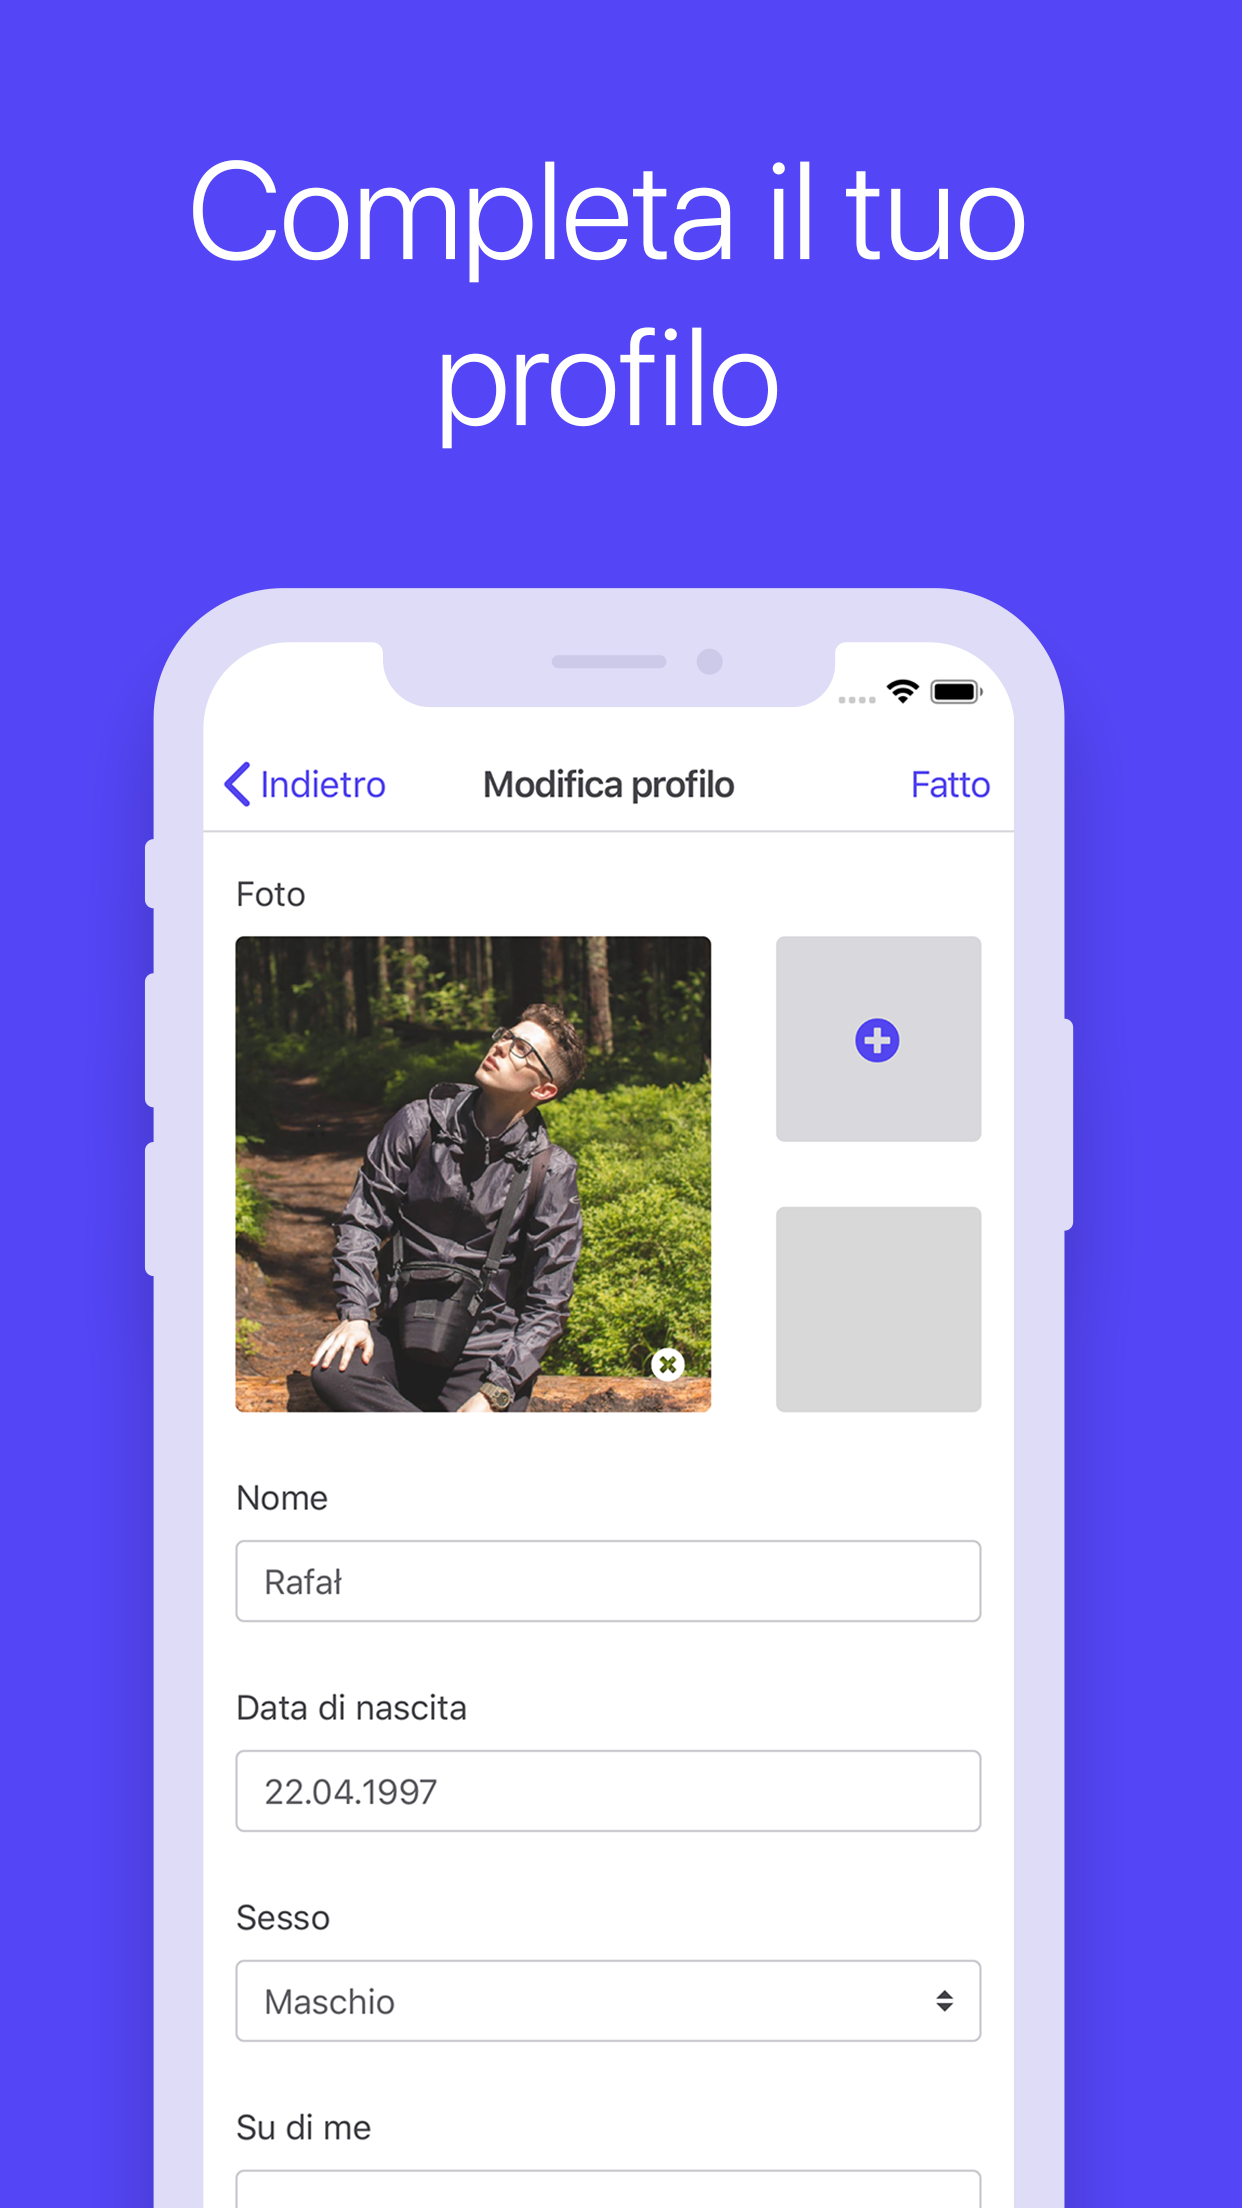 Completa il tuo
profilo
Indietro
Modifica profilo
Fatto
Foto
Nome
Rafał
Data di nascita
22.04.1997
Sesso
Maschio
Su di me